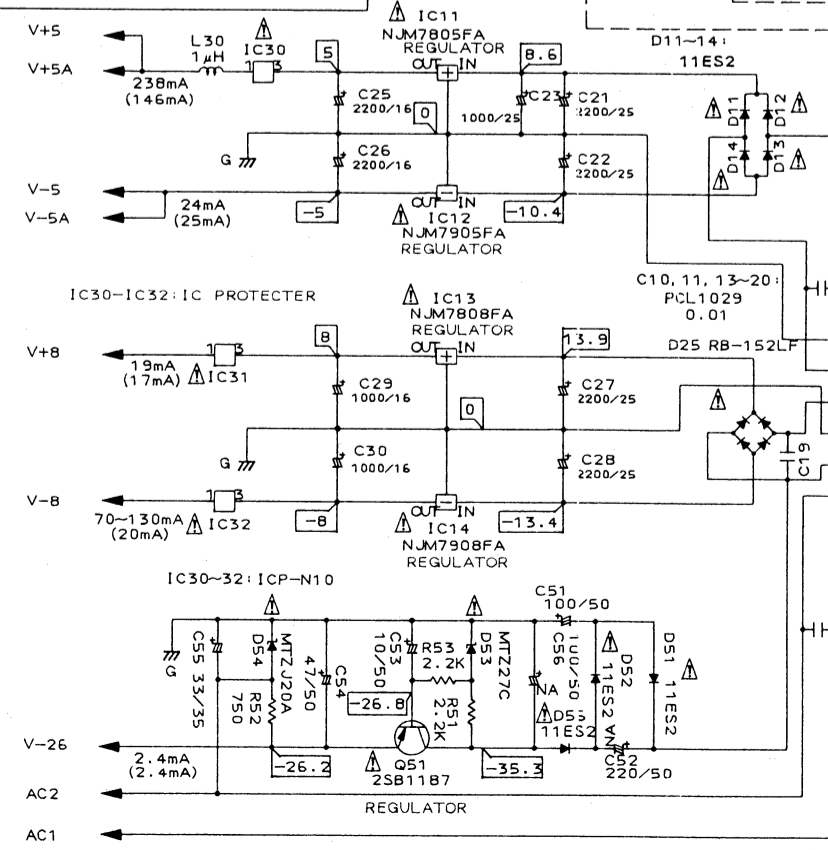 V+5
V+5A
L30
1μH
IC30
1 3
238mA
(146mA)
5
IC11
NJM7805FA
REGULATOR
OUT IN
+
8.6
D11~14:
11ES2
C25
2200/16
0
C23
1000/25
C21
2200/25
D11
D12
D14
D13
G
C26
2200/16
C22
2200/25
V-5
V-5A
24mA
(25mA)
-5
OUT IN
-
IC12
NJM7905FA
REGULATOR
-10.4
IC30-IC32:IC PROTECTER
C10,11,13~20:
PCL1029
0.01
D25 RB-152LF
IC13
NJM7808FA
REGULATOR
OUT IN
+
8
13.9
V+8
19mA
(17mA)
1 3
IC31
C29
1000/16
0
C27
2200/25
C19
G
C30
1000/16
C28
2200/25
V-8
70~130mA
(20mA)
1 3
IC32
-8
OUT IN
-
IC14
NJM7908FA
REGULATOR
-13.4
IC30~32:ICP-N10
C51
100/50
G
C55 33/35
D54
MTZJ20A
R52
750
47/50
C54
C53
10/50
R53
2.2K
D53
MTZ27C
R51
2.2K
C56
100/50
NA
D52
11ES2
NA
D51
11ES2
D55
11ES2
C52
220/50
-26.8
V-26
2.4mA
(2.4mA)
-26.2
Q51
2SB1187
-35.3
REGULATOR
AC2
AC1